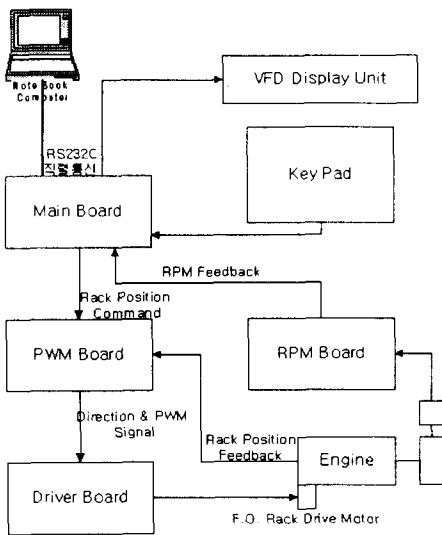 Note Book
Computer
VFD Display Unit
RS232C
직렬 통신
Key Pad
Main Board
RPM Feedback
Rack Position
Command
PWM Board
RPM Board
Direction & PWM
Signal
Rack Position
Feedback
Engine
Driver Board
F.O. Rack Drive Motor